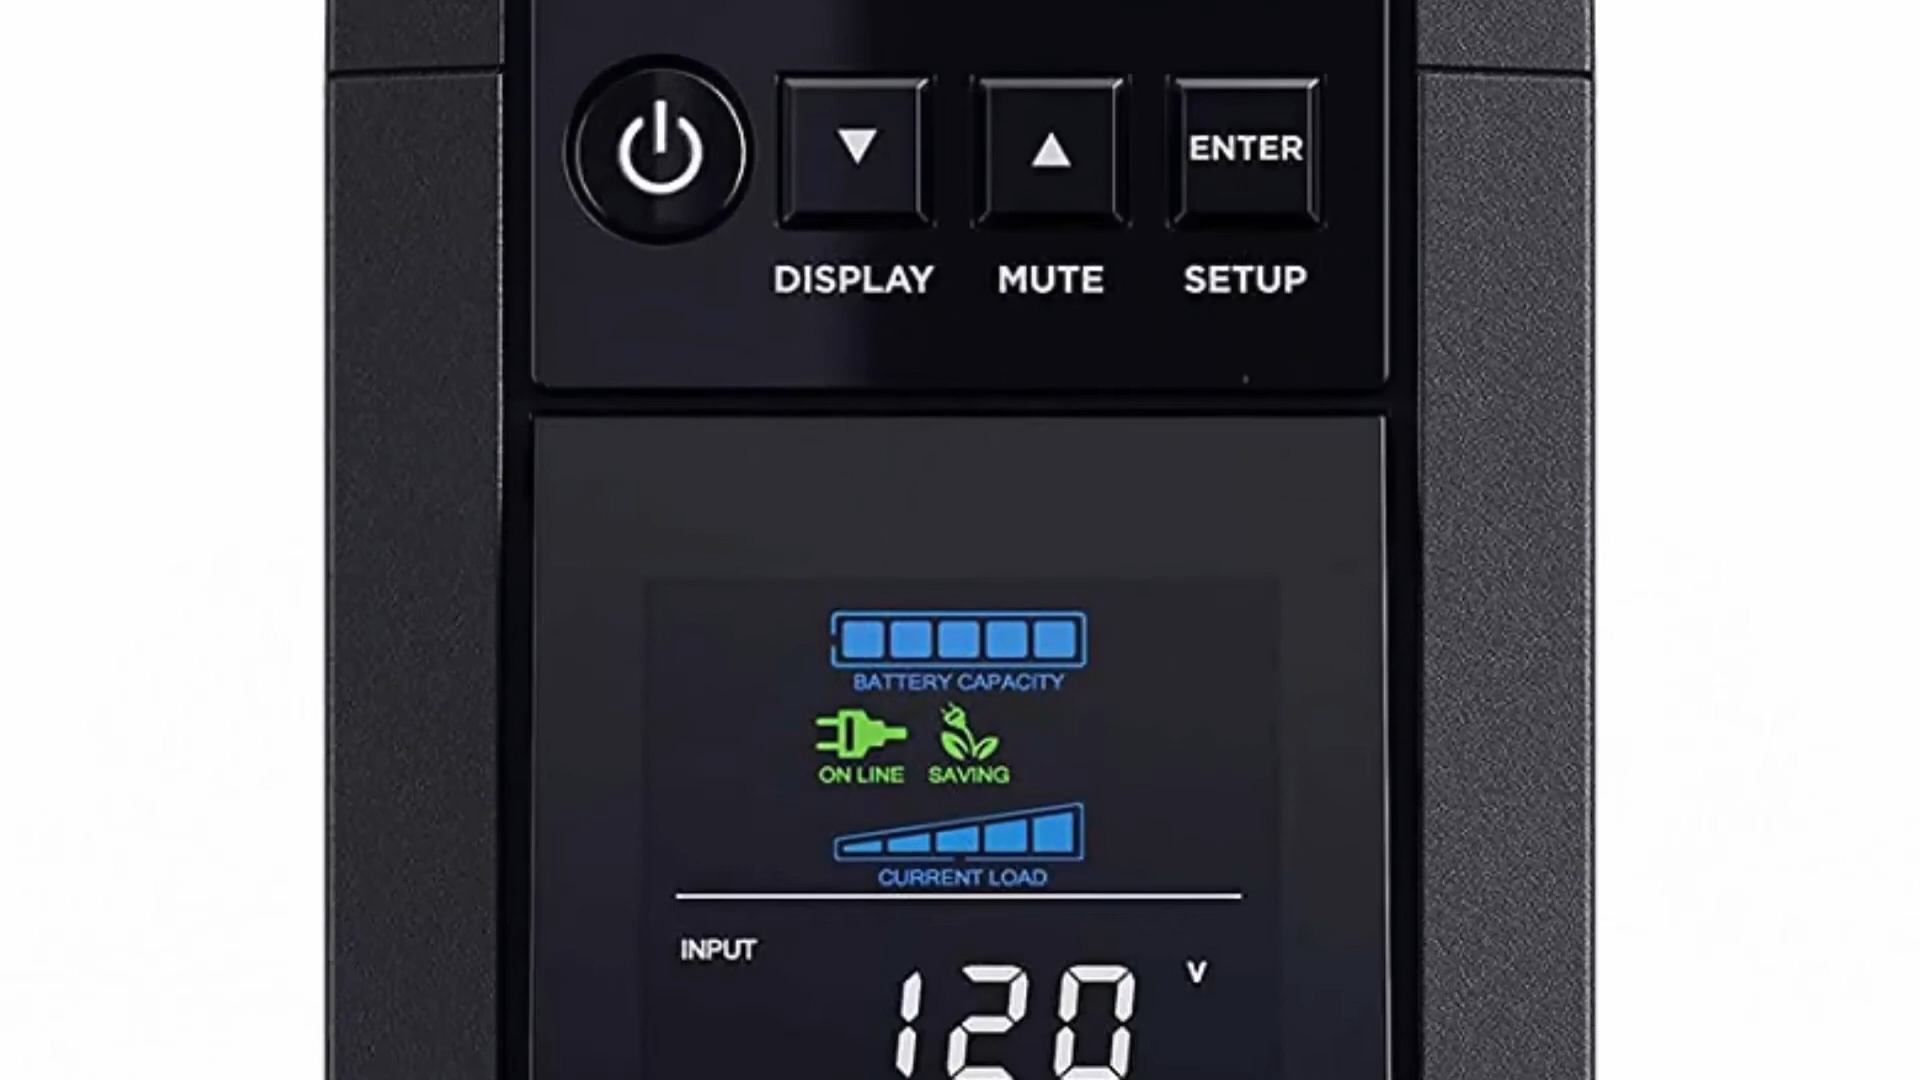 ENTER
DISPLAY MUTE SETUP
BATTERY CAPACITY
ON LINE SAVING
CURRENT LOAD
INPUT
120 V